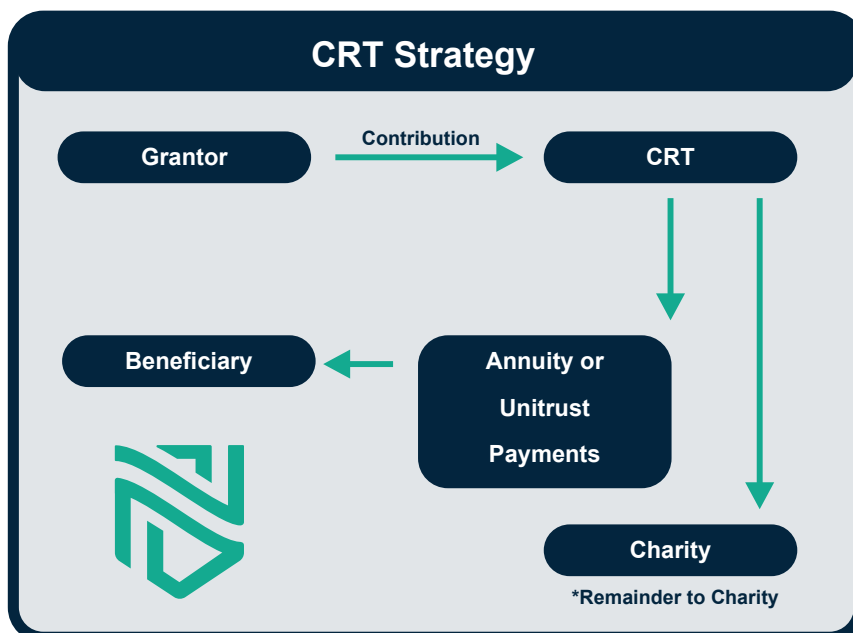 CRT Strategy
Grantor
Contribution
CRT
Beneficiary
Annuity or
Unitrust
Payments
Charity
*Remainder to Charity